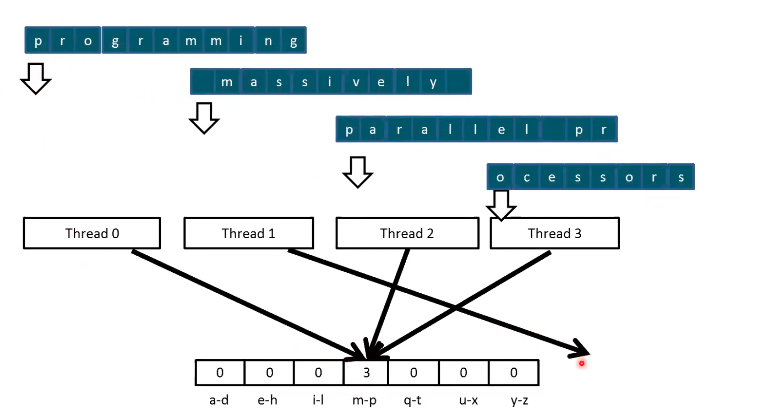 p r o g r a m m i n g
m a s s i v e l y
p a r a l l e l p r
o c e s s o r s
Thread 0 Thread 1 Thread 2 Thread 3
0 0 0 3 0 0 0
a-d e-h i-l m-p q-t u-x y-z